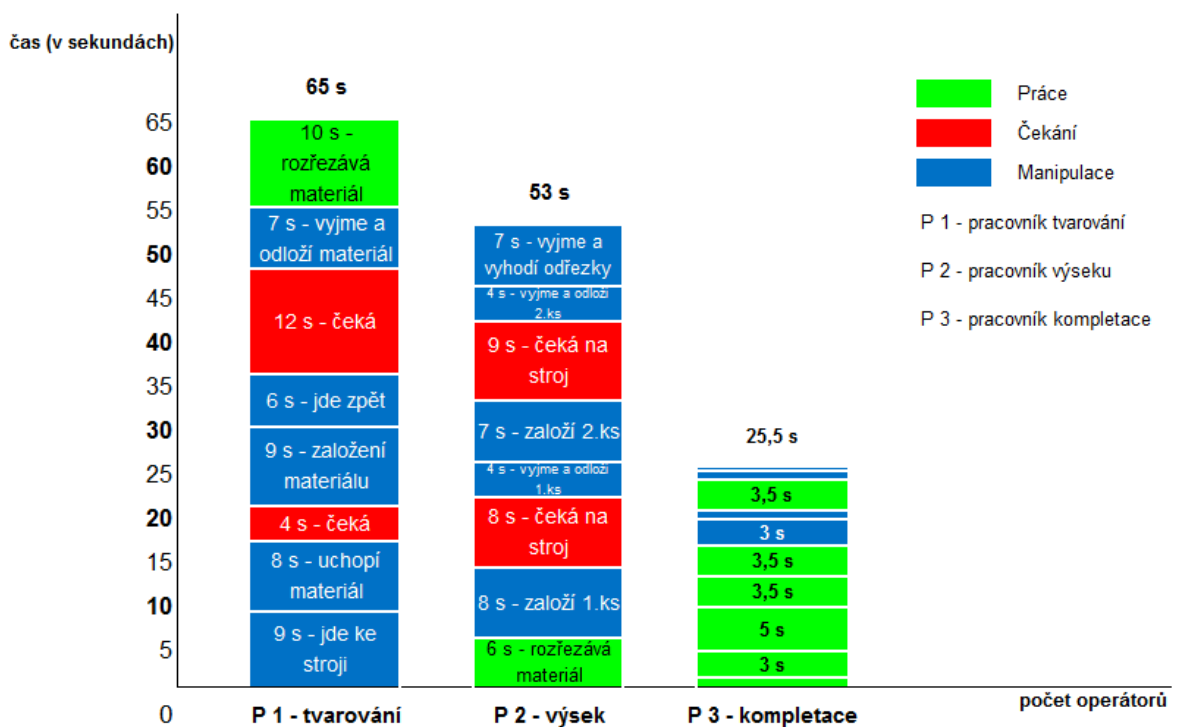 čas (v sekundách)
65
60
55
50
45
40
35
30
25
20
15
10
5
0
65 s
10 s -
rozřezává
materiál
7 s - vyjme a
odloží materiál
12 s - čeká
6 s - jde zpět
9 s - založení
materiálu
4 s - čeká
8 s - uchopí
materiál
9 s - jde ke
stroji
P 1 - tvarování
53 s
7 s - vyjme a
vyhodí odřezky
4 s - vyjme a odloží
2.ks
9 s - čeká na
stroj
7 s - založí 2.ks
4 s - vyjme a odloží
1.ks
8 s - čeká na
stroj
8 s - založí 1.ks
6 s - rozřezává
materiál
P 2 - výsek
25,5 s
3,5 s
3 s
3,5 s
3,5 s
5 s
3 s
P 3 - kompletace
počet operátorů
Práce
Čekání
Manipulace
P 1 - pracovník tvarování
P 2 - pracovník výseku
P 3 - pracovník kompletace